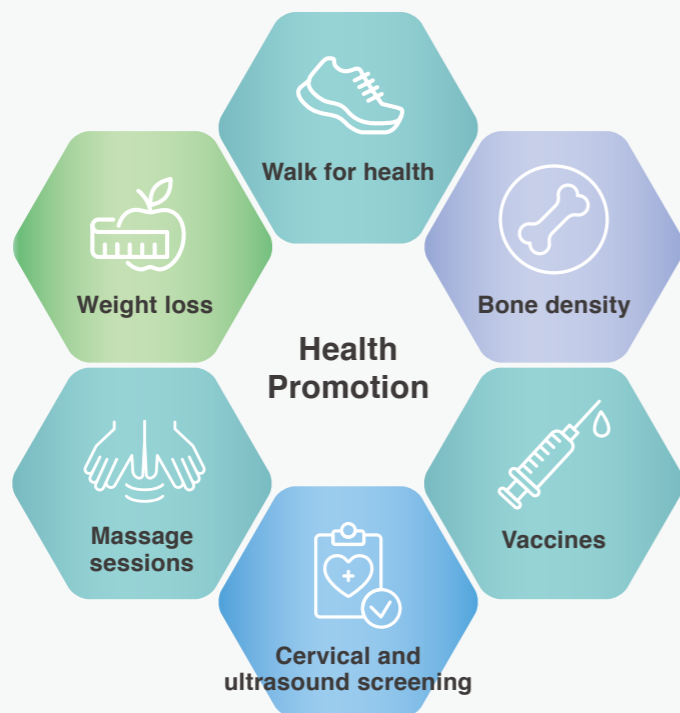 Walk for health
Weight loss
Bone density
Health
Promotion
Massage
sessions
Vaccines
Cervical and
ultrasound screening